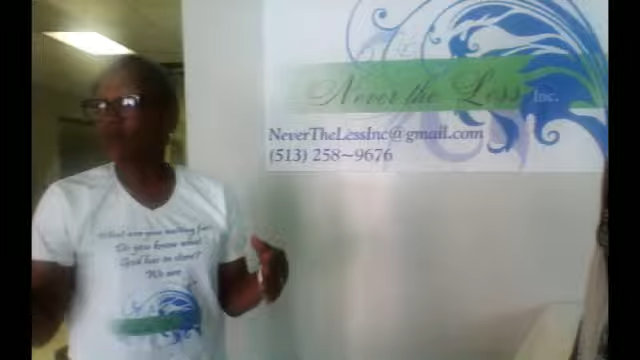 Never the Less Inc.
NeverTheLessInc@gmail.com
(513) 258~9676
What are you waiting for?
Do you know what
God has in store?
We are